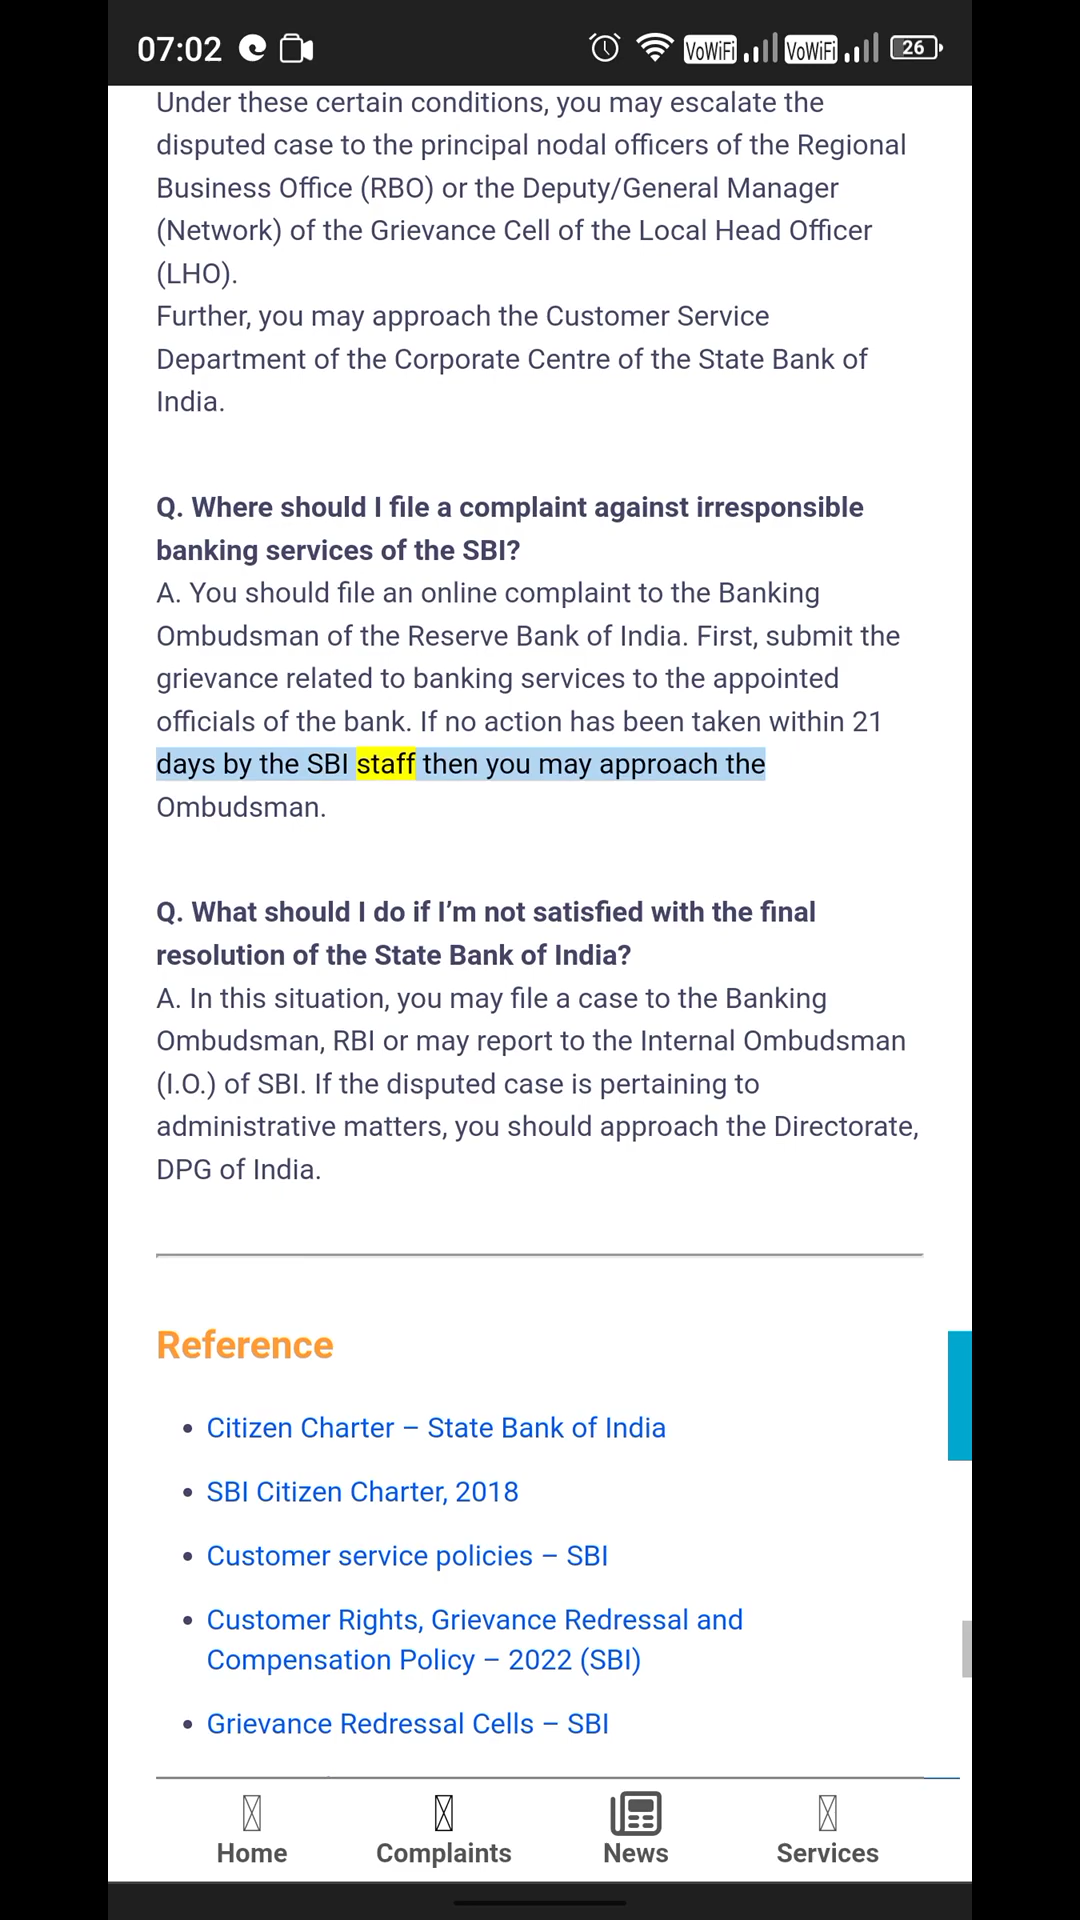 07:02
VoWiFi VoWiFi 26
Under these certain conditions, you may escalate the
disputed case to the principal nodal officers of the Regional
Business Office (RBO) or the Deputy/General Manager
(Network) of the Grievance Cell of the Local Head Officer
(LHO).
Further, you may approach the Customer Service
Department of the Corporate Centre of the State Bank of
India.
Q. Where should I file a complaint against irresponsible
banking services of the SBI?
A. You should file an online complaint to the Banking
Ombudsman of the Reserve Bank of India. First, submit the
grievance related to banking services to the appointed
officials of the bank. If no action has been taken within 21
days by the SBI staff then you may approach the
Ombudsman.
Q. What should I do if I’m not satisfied with the final
resolution of the State Bank of India?
A. In this situation, you may file a case to the Banking
Ombudsman, RBI or may report to the Internal Ombudsman
(I.O.) of SBI. If the disputed case is pertaining to
administrative matters, you should approach the Directorate,
DPG of India.
Reference
• Citizen Charter – State Bank of India
• SBI Citizen Charter, 2018
• Customer service policies – SBI
• Customer Rights, Grievance Redressal and
Compensation Policy – 2022 (SBI)
• Grievance Redressal Cells – SBI
Home Complaints News Services